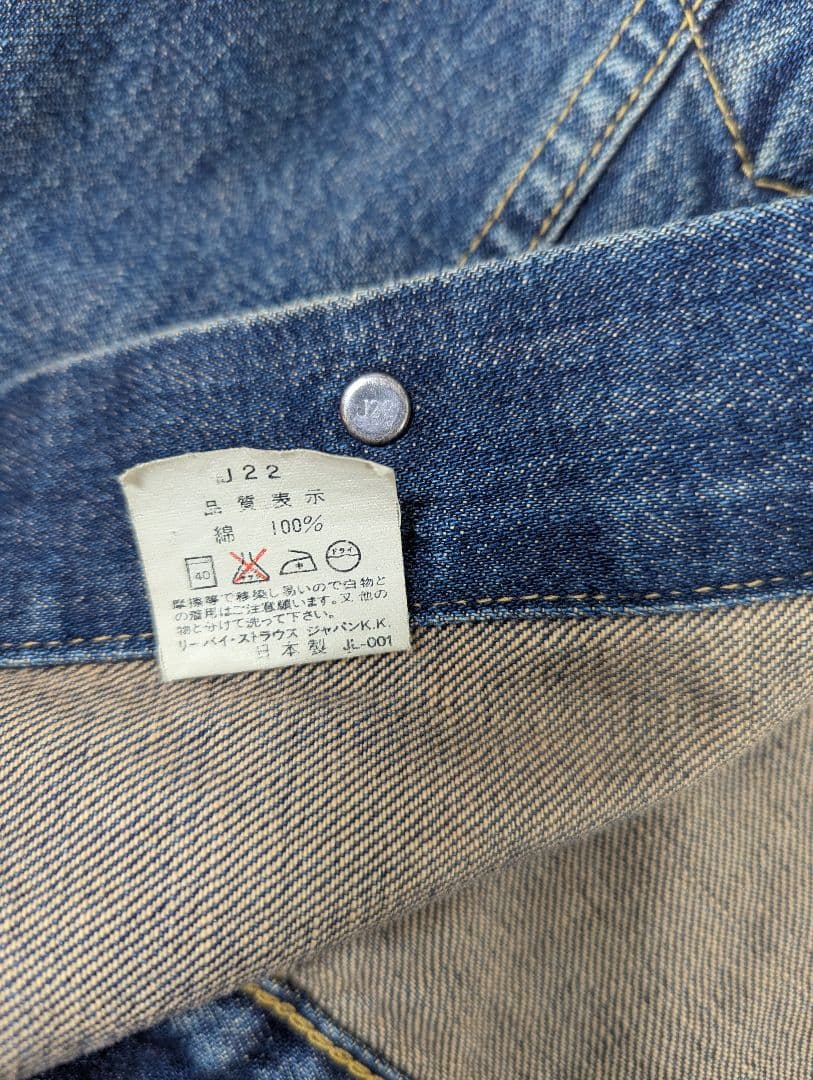 J22
J22
品質表示
綿 100%
40 ドライ
摩擦等で移染し易いので白物と
の着用はご注意願います。又、他の
物と分けて洗って下さい。
リーバイ・ストラウス ジャパンK.K.
日本製 JL-001